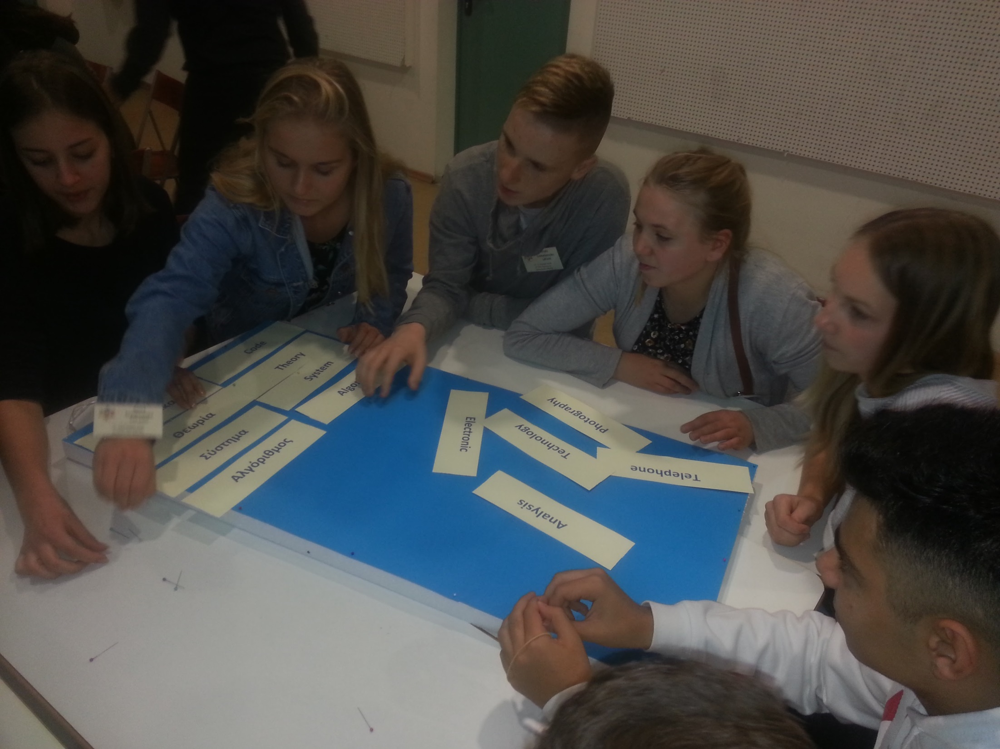 Code
Theory
System
Θεωρία
Σύστημα
Αλγόριθμος
Electronic
Photography
Technology
Telephone
Analysis